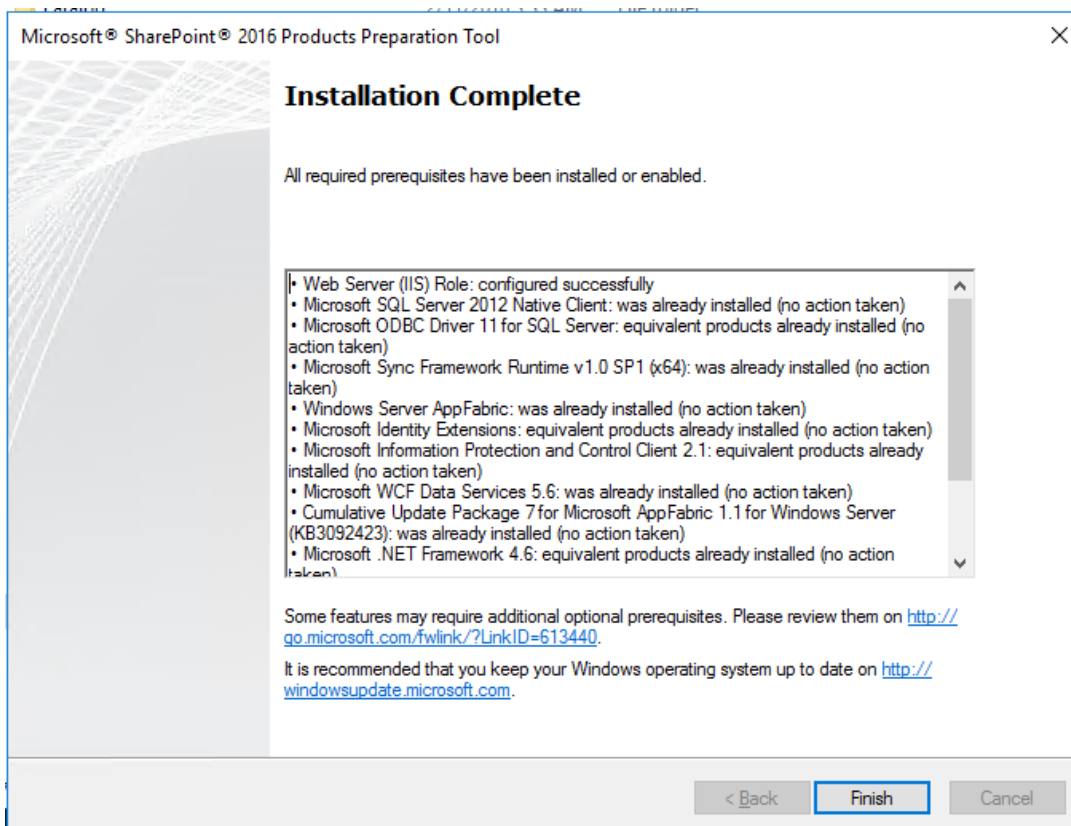 Microsoft® SharePoint® 2016 Products Preparation Tool
Installation Complete
All required prerequisites have been installed or enabled.
• Web Server (IIS) Role: configured successfully
• Microsoft SQL Server 2012 Native Client: was already installed (no action taken)
• Microsoft ODBC Driver 11 for SQL Server: equivalent products already installed (no
action taken)
• Microsoft Sync Framework Runtime v1.0 SP1 (x64): was already installed (no action
taken)
• Windows Server AppFabric: was already installed (no action taken)
• Microsoft Identity Extensions: equivalent products already installed (no action taken)
• Microsoft Information Protection and Control Client 2.1: equivalent products already
installed (no action taken)
• Microsoft WCF Data Services 5.6: was already installed (no action taken)
• Cumulative Update Package 7 for Microsoft AppFabric 1.1 for Windows Server
(KB3092423): was already installed (no action taken)
• Microsoft .NET Framework 4.6: equivalent products already installed (no action
taken)
Some features may require additional optional prerequisites. Please review them on http://
go.microsoft.com/fwlink/?LinkID=613440.
It is recommended that you keep your Windows operating system up to date on http://
windowsupdate.microsoft.com.
< Back
Finish
Cancel